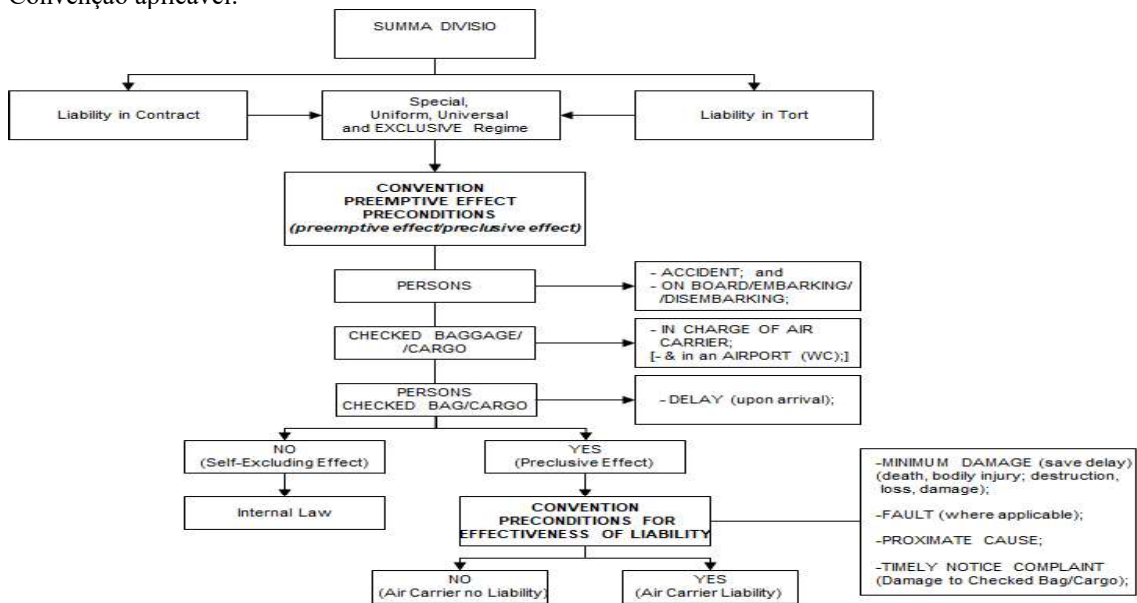 Convenção aplicável.
SUMMA DIVISIO
Liability in Contract
Special,
Uniform, Universal
and EXCLUSIVE Regime
Liability in Tort
CONVENTION
PREEMPTIVE EFFECT
PRECONDITIONS
(preemptive effect/preclusive effect)
PERSONS
- ACCIDENT; and
- ON BOARD/EMBARKING/
/DISEMBARKING;
CHECKED BAGGAGE/
/CARGO
- IN CHARGE OF AIR
CARRIER;
[- & in an AIRPORT (WC);]
PERSONS
CHECKED BAG/CARGO
- DELAY (upon arrival);
NO
(Self-Excluding Effect)
YES
(Preclusive Effect)
Internal Law
CONVENTION
PRECONDITIONS FOR
EFFECTIVENESS OF LIABILITY
-MINIMUM DAMAGE (save delay)
(death, bodily injury; destruction,
loss, damage);
-FAULT (where applicable);
-PROXIMATE CAUSE;
-TIMELY NOTICE COMPLAINT
(Damage to Checked Bag/Cargo);
NO
(Air Carrier no Liability)
YES
(Air Carrier Liability)